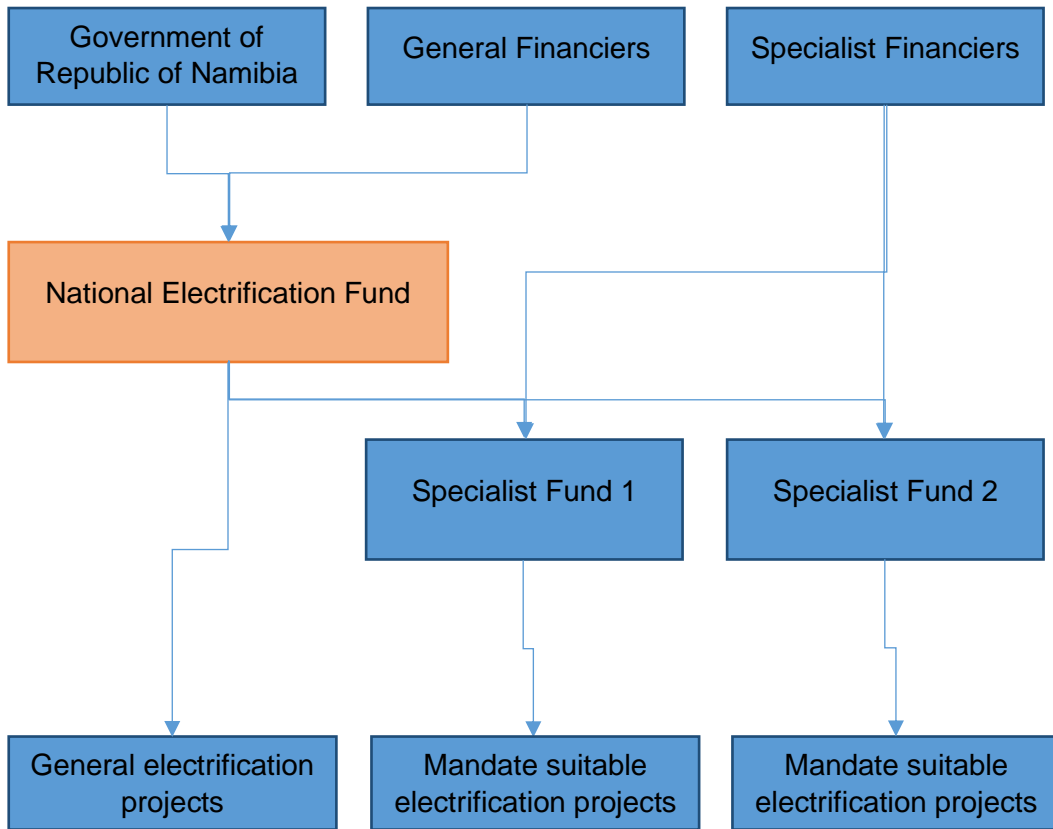 Government of
Republic of Namibia
General Financiers
Specialist Financiers
National Electrification Fund
Specialist Fund 1
Specialist Fund 2
General electrification
projects
Mandate suitable
electrification projects
Mandate suitable
electrification projects